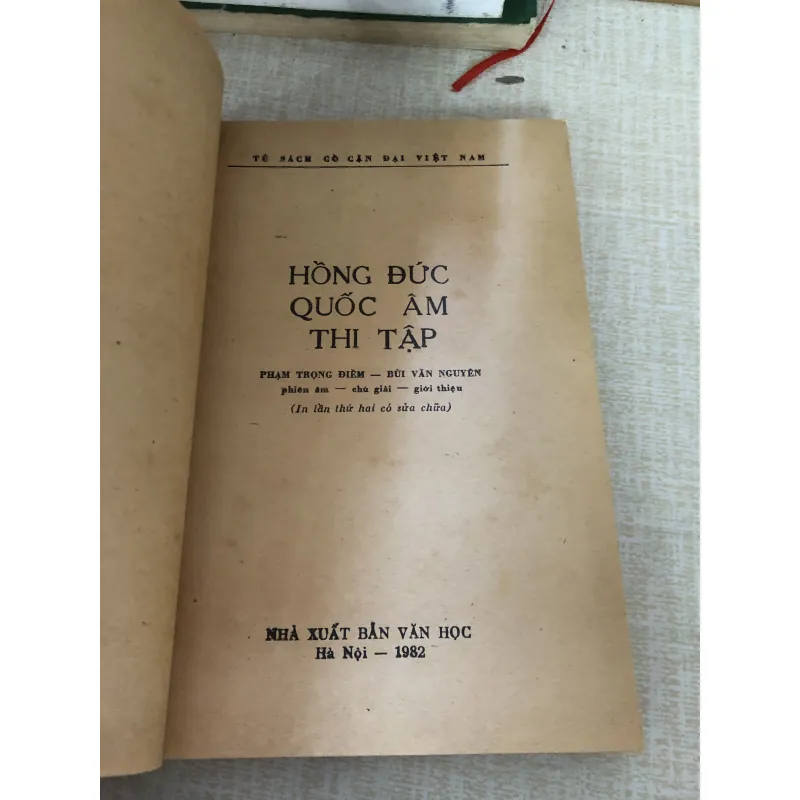 TỦ SÁCH CỔ CẬN ĐẠI VIỆT NAM
HỒNG ĐỨC
QUỐC ÂM
THI TẬP
PHẠM TRỌNG ĐIỀM — BÙI VĂN NGUYÊN
phiên âm — chú giải — giới thiệu
(In lần thứ hai có sửa chữa)
NHÀ XUẤT BẢN VĂN HỌC
Hà Nội — 1982